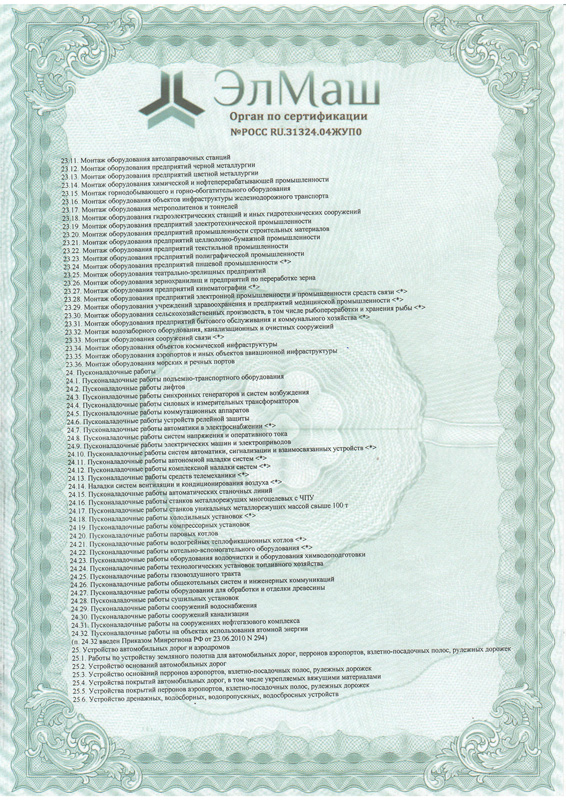 ЭлМаш
Орган по сертификации
№РОСС RU.31324.04ЖУП0
23.11. Монтаж оборудования автозаправочных станций
23.12. Монтаж оборудования предприятий черной металлургии
23.13. Монтаж оборудования предприятий цветной металлургии
23.14. Монтаж оборудования химической и нефтеперерабатывающей промышленности
23.15. Монтаж горнодобывающего и горно-обогатительного оборудования
23.16. Монтаж оборудования объектов инфраструктуры железнодорожного транспорта
23.17. Монтаж оборудования метрополитенов и тоннелей
23.18. Монтаж оборудования гидроэлектрических станций и иных гидротехнических сооружений
23.19. Монтаж оборудования предприятий электротехнической промышленности
23.20. Монтаж оборудования предприятий промышленности строительных материалов
23.21. Монтаж оборудования предприятий целлюлозно-бумажной промышленности
23.22. Монтаж оборудования предприятий текстильной промышленности
23.23. Монтаж оборудования предприятий полиграфической промышленности
23.24. Монтаж оборудования предприятий пищевой промышленности <*>
23.25. Монтаж оборудования театрально-зрелищных предприятий
23.26. Монтаж оборудования зернохранилищ и предприятий по переработке зерна
23.27. Монтаж оборудования предприятий кинематографии <*>
23.28. Монтаж оборудования предприятий электронной промышленности и промышленности средств связи <*>
23.29. Монтаж оборудования учреждений здравоохранения и предприятий медицинской промышленности <*>
23.30. Монтаж оборудования сельскохозяйственных производств, в том числе рыбопереработки и хранения рыбы <*>
23.31. Монтаж оборудования предприятий бытового обслуживания и коммунального хозяйства <*>
23.32. Монтаж водозаборного оборудования, канализационных и очистных сооружений
23.33. Монтаж оборудования сооружений связи <*>
23.34. Монтаж оборудования объектов космической инфраструктуры
23.35. Монтаж оборудования аэропортов и иных объектов авиационной инфраструктуры
23.36. Монтаж оборудования морских и речных портов
24. Пусконаладочные работы
24.1. Пусконаладочные работы подъемно-транспортного оборудования
24.2. Пусконаладочные работы лифтов
24.3. Пусконаладочные работы синхронных генераторов и систем возбуждения
24.4. Пусконаладочные работы силовых и измерительных трансформаторов
24.5. Пусконаладочные работы коммутационных аппаратов
24.6. Пусконаладочные работы устройств релейной защиты
24.7. Пусконаладочные работы автоматики в электроснабжении <*>
24.8. Пусконаладочные работы систем напряжения и оперативного тока
24.9. Пусконаладочные работы электрических машин и электроприводов
24.10. Пусконаладочные работы систем автоматики, сигнализации и взаимосвязанных устройств <*>
24.11. Пусконаладочные работы автономной наладки систем <*>
24.12. Пусконаладочные работы комплексной наладки систем <*>
24.13. Пусконаладочные работы средств телемеханики <*>
24.14. Наладки систем вентиляции и кондиционирования воздуха <*>
24.15. Пусконаладочные работы автоматических станочных линий
24.16. Пусконаладочные работы станков металлорежущих многоцелевых с ЧПУ
24.17. Пусконаладочные работы станков уникальных металлорежущих массой свыше 100 т
24.18. Пусконаладочные работы холодильных установок <*>
24.19. Пусконаладочные работы компрессорных установок
24.20. Пусконаладочные работы паровых котлов
24.21. Пусконаладочные работы водогрейных теплофикационных котлов <*>
24.22. Пусконаладочные работы котельно-вспомогательного оборудования <*>
24.23. Пусконаладочные работы оборудования водоочистки и оборудования химводоподготовки
24.24. Пусконаладочные работы технологических установок топливного хозяйства
24.25. Пусконаладочные работы газовоздушного тракта
24.26. Пусконаладочные работы общекотельных систем и инженерных коммуникаций
24.27. Пусконаладочные работы оборудования для обработки и отделки древесины
24.28. Пусконаладочные работы сушильных установок
24.29. Пусконаладочные работы сооружений водоснабжения
24.30. Пусконаладочные работы сооружений канализации
24.31. Пусконаладочные работы на сооружениях нефтегазового комплекса
24.32. Пусконаладочные работы на объектах использования атомной энергии
(п. 24.32 введен Приказом Минрегиона РФ от 23.06.2010 N 294)
25. Устройство автомобильных дорог и аэродромов
25.1. Работы по устройству земляного полотна для автомобильных дорог, перронов аэропортов, взлетно-посадочных полос, рулежных дорожек
25.2. Устройство оснований автомобильных дорог
25.3. Устройство оснований перронов аэропортов, взлетно-посадочных полос, рулежных дорожек
25.4. Устройства покрытий автомобильных дорог, в том числе укрепляемых вяжущими материалами
25.5. Устройства покрытий перронов аэропортов, взлетно-посадочных полос, рулежных дорожек
25.6. Устройство дренажных, водосборных, водопропускных, водосбросных устройств